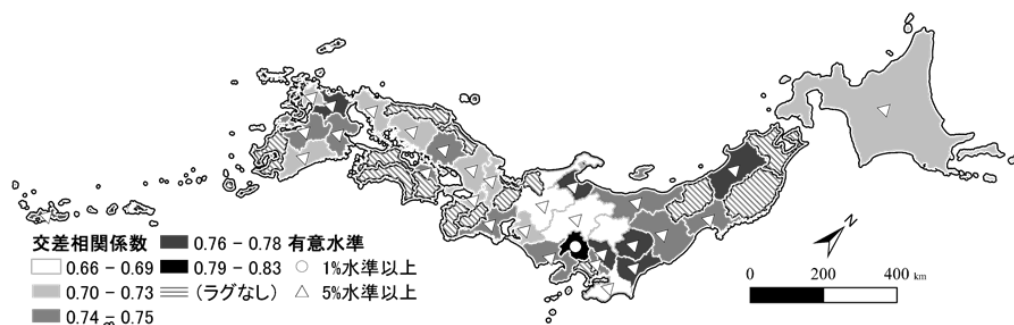 交差相関係数
0.66 − 0.69
0.70 − 0.73
0.74 − 0.75
0.76 − 0.78
0.79 − 0.83
(ラグなし)
有意水準
1%水準以上
5%水準以上
N
0 200 400 km